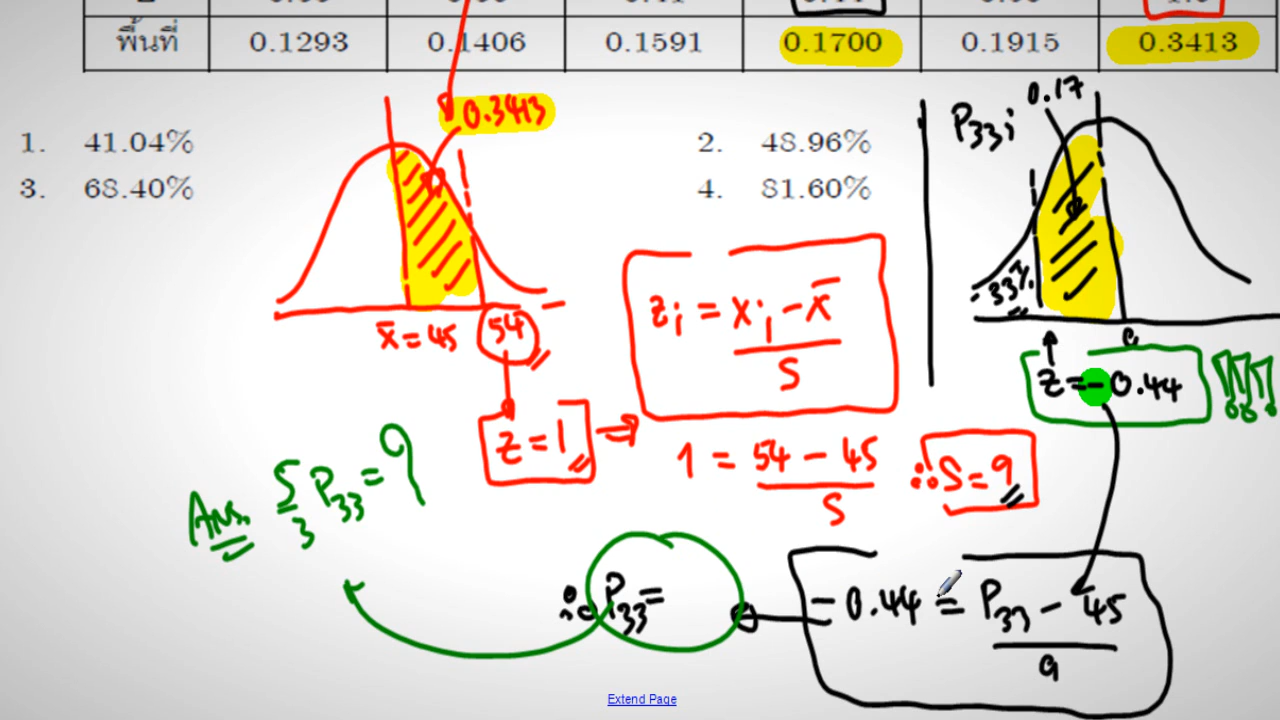 พื้นที่ 0.1293 0.1406 0.1591 0.1700 0.1915 0.3413
0.3413
P33 ; 0.17
1. 41.04% 2. 48.96%
3. 68.40% 4. 81.60%
33%
x̄ = 45 54
0
zi = xi - x̄
S
z = -0.44 !!!
z = 1
1 = 54 - 45
S
∴ S = 9
Ans. 5 P33 = ?
3
∴ P33 =
-0.44 = P33 - 45
9
Extend Page